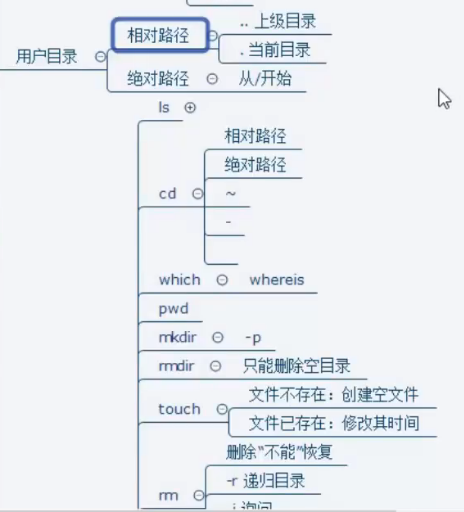 相对路径
.. 上级目录
. 当前目录
用户目录
绝对路径
从/开始
ls
cd
相对路径
绝对路径
~
-
which
whereis
pwd
mkdir
-p
rmdir
只能删除空目录
touch
文件不存在：创建空文件
文件已存在：修改其时间
rm
删除“不能”恢复
-r 递归目录
-i 询问